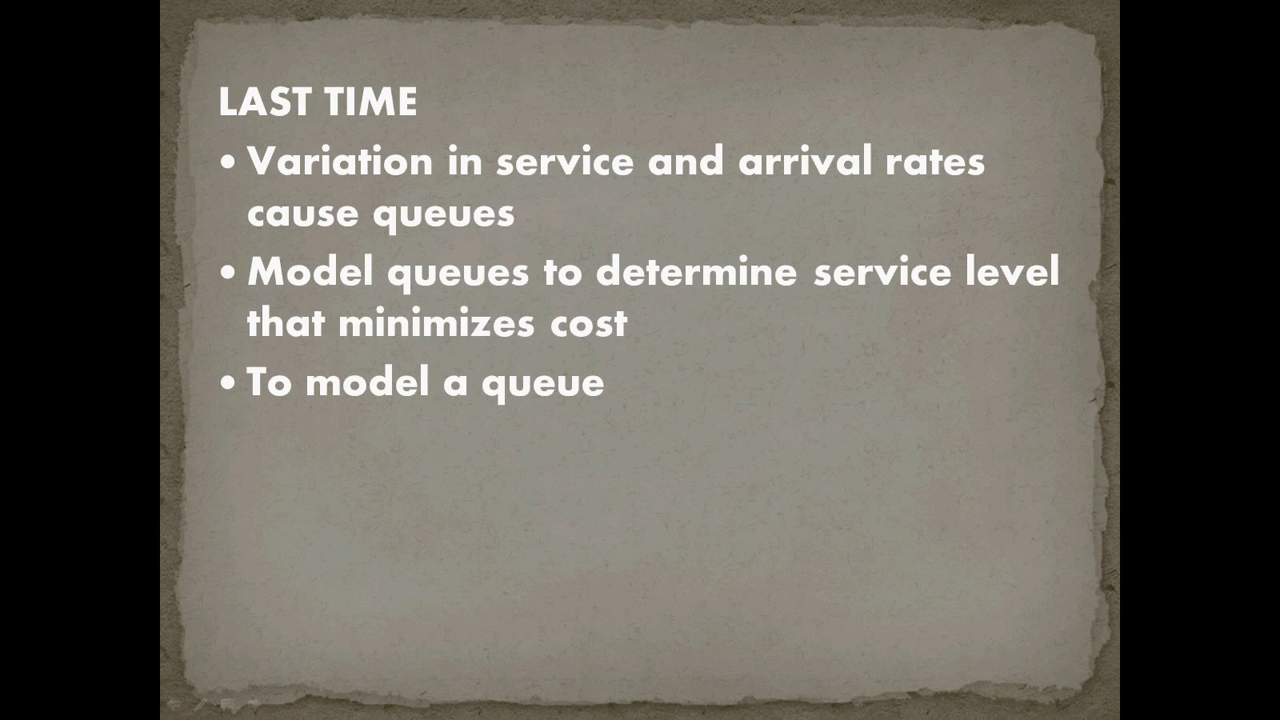 LAST TIME
• Variation in service and arrival rates
cause queues
• Model queues to determine service level
that minimizes cost
• To model a queue